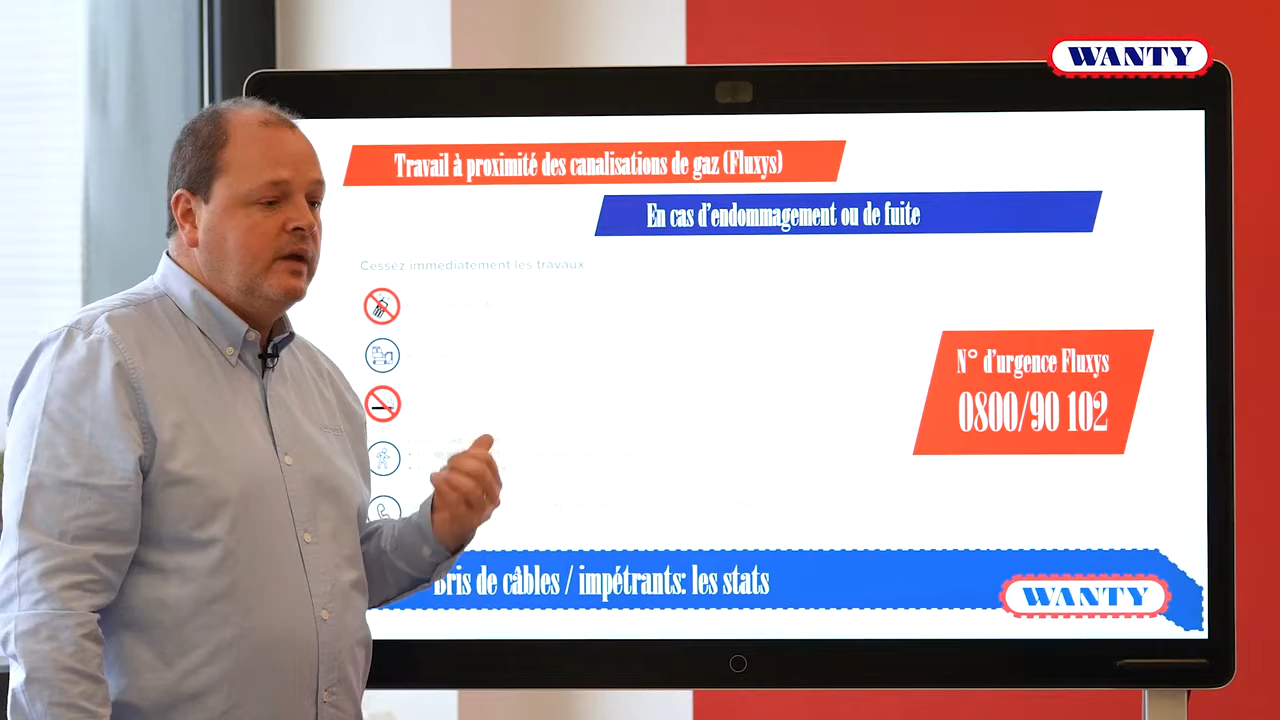 WANTY
Travail à proximité des canalisations de gaz (Fluxys)
En cas d'endommagement ou de fuite
Cessez immédiatement les travaux
N° d'urgence Fluxys
0800/90 102
Bris de câbles / impétrants: les stats
WANTY